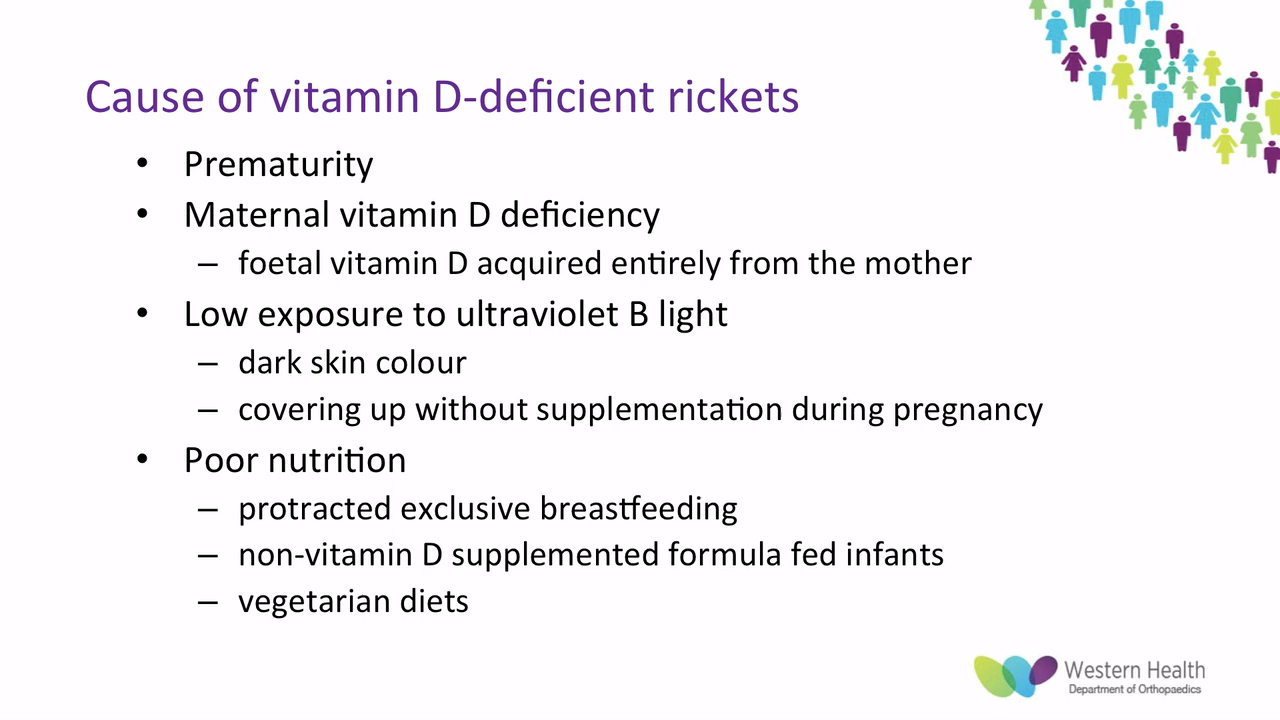 Cause of vitamin D-deficient rickets
• Prematurity
• Maternal vitamin D deficiency
– foetal vitamin D acquired entirely from the mother
• Low exposure to ultraviolet B light
– dark skin colour
– covering up without supplementation during pregnancy
• Poor nutrition
– protracted exclusive breastfeeding
– non-vitamin D supplemented formula fed infants
– vegetarian diets
Western Health
Department of Orthopaedics